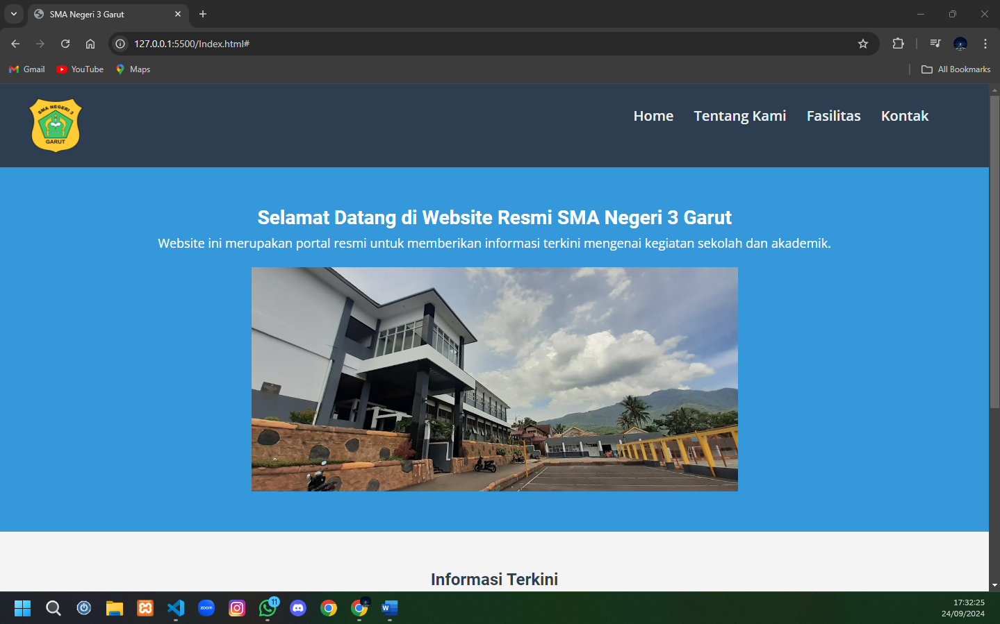 SMA Negeri 3 Garut
127.0.0.1:5500/Index.html#
Gmail
YouTube
Maps
All Bookmarks
SMA NEGERI 3
GARUT
Home
Tentang Kami
Fasilitas
Kontak
Selamat Datang di Website Resmi SMA Negeri 3 Garut
Website ini merupakan portal resmi untuk memberikan informasi terkini mengenai kegiatan sekolah dan akademik.
Informasi Terkini
zoom
11
W
17:32:25
24/09/2024